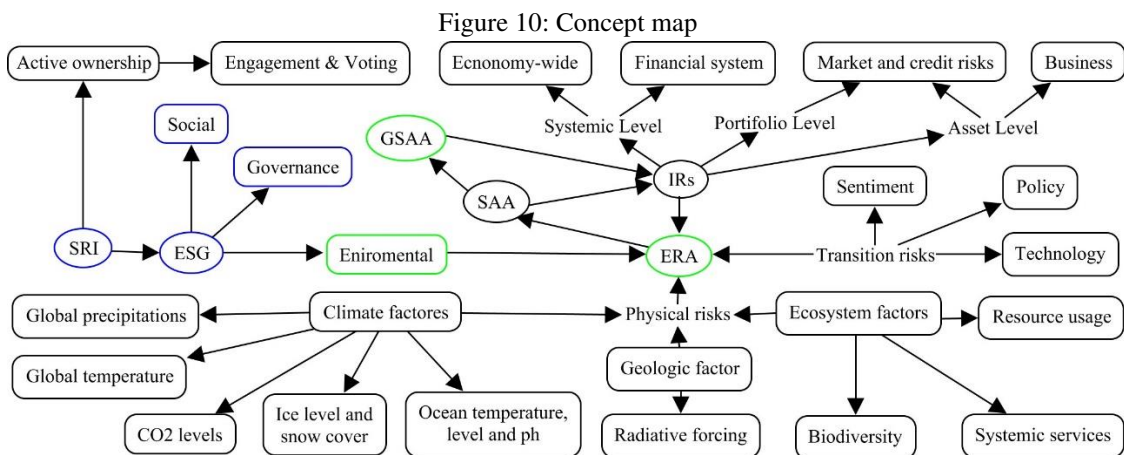 Figure 10: Concept map
Active ownership
Engagement & Voting
Ecnonomy-wide
Financial system
Market and credit risks
Business
Social
Systemic Level
Portifolio Level
Asset Level
GSAA
Governance
IRs
SAA
Sentiment
Policy
SRI
ESG
Eniromental
ERA
Transition risks
Technology
Global precipitations
Climate factores
Physical risks
Ecosystem factors
Resource usage
Global temperature
Geologic factor
CO2 levels
Ice level and
snow cover
Ocean temperature,
level and ph
Radiative forcing
Biodiversity
Systemic services